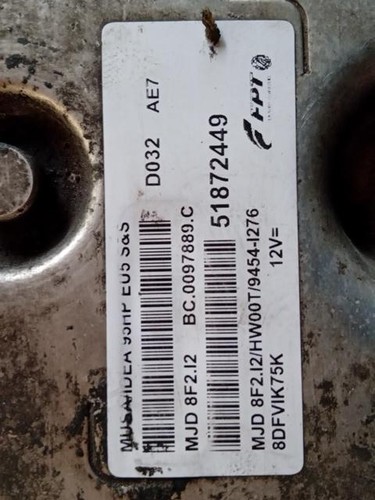 MUSA/IDEA 95HP EU5 S&S
D032 AE7
MJD 8F2.I2 BC.0097889.C
51872449
FPT
MJD 8F2.I2/HW00T/9454-I276
8DFVIK75K 12V=